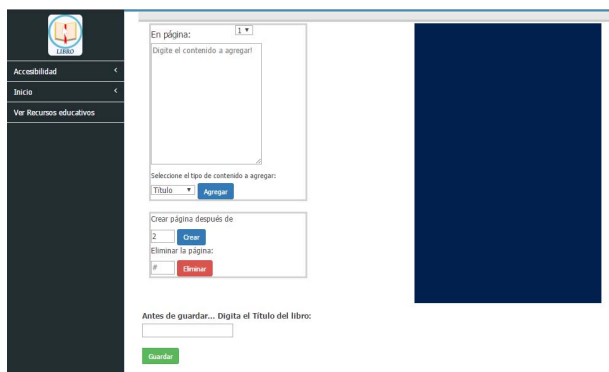 LIBRO
Accesibilidad
Inicio
Ver Recursos educativos
En página:
1
Digite el contenido a agregar!
Seleccione el tipo de contenido a agregar:
Título
Agregar
Crear página después de
2
Crear
Eliminar la página:
#
Eliminar
Antes de guardar... Digita el Título del libro:
Guardar